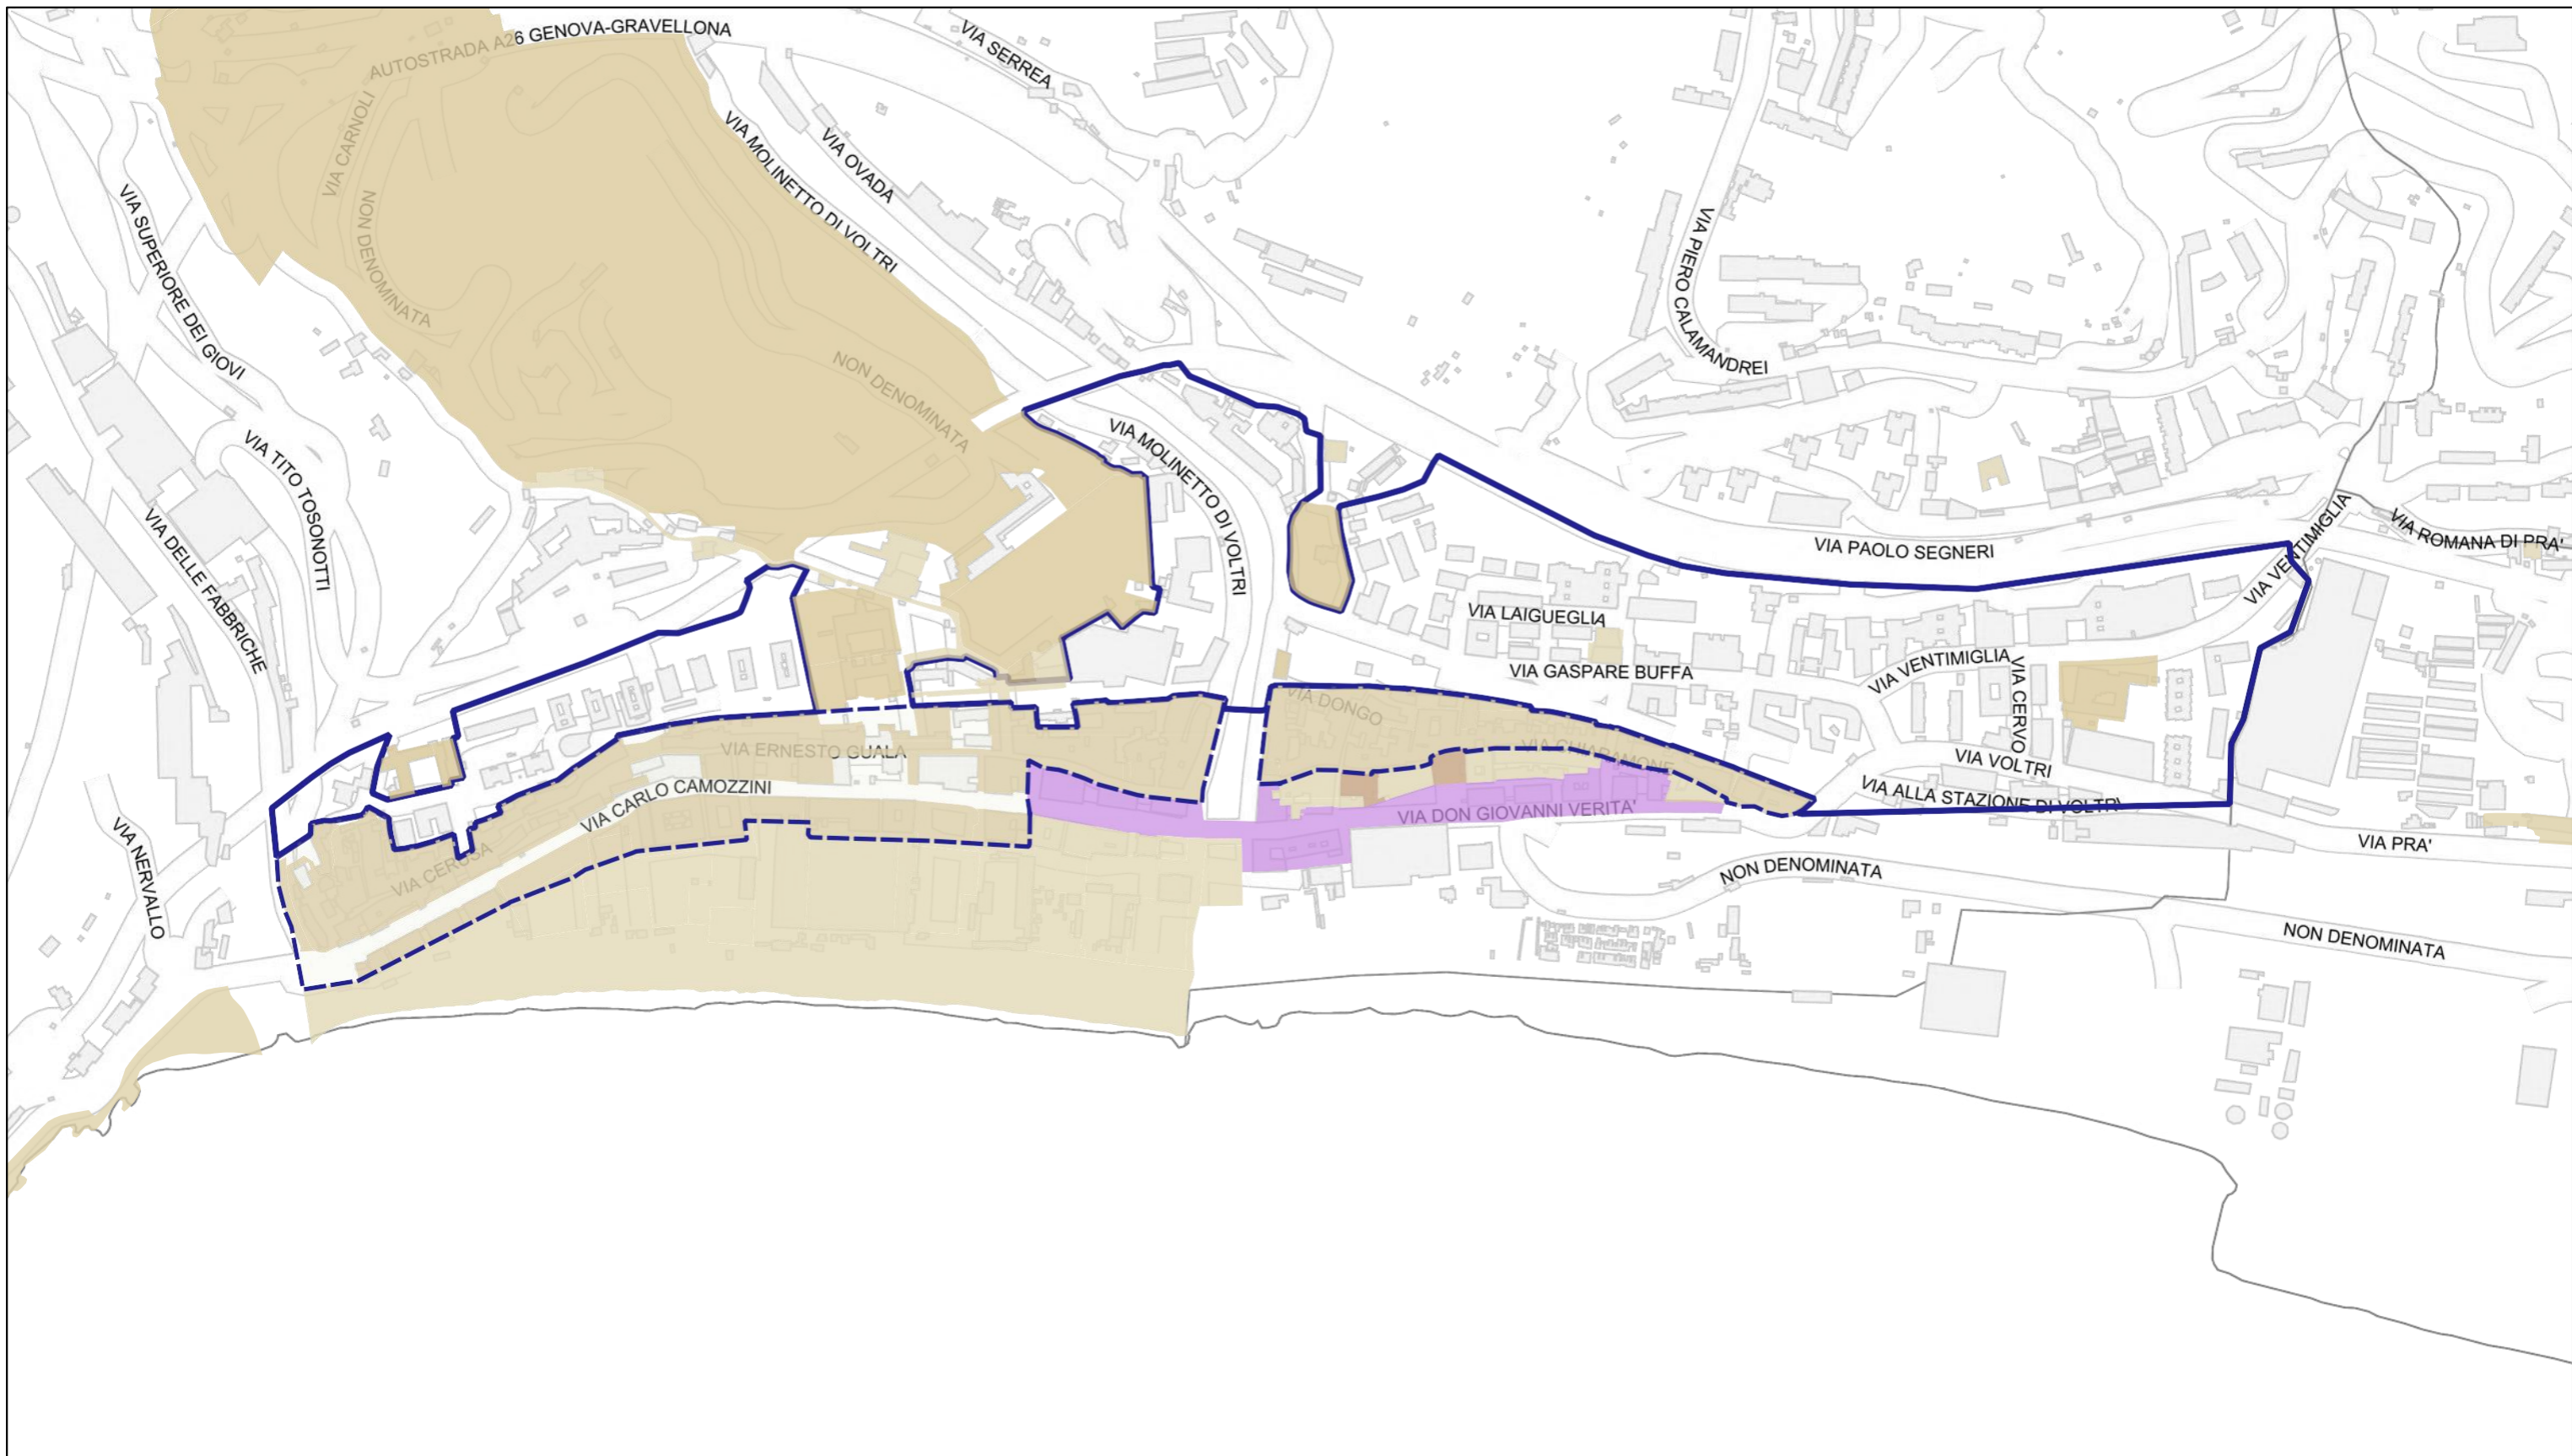 AUTOSTRADA A26 GENOVA-GRAVELLONA
VIA SERREA
VIA CARNOLI
VIA MOLINETTO DI VOLTRI
VIA OVADA
VIA SUPERIORE DEI GIOVI
NON DENOMINATA
VIA PIERO CALAMANDREI
NON DENOMINATA
VIA MOLINETTO DI VOLTRI
VIA TITO TOSONOTTI
VIA DELLE FABBRICHE
VIA PAOLO SEGNERI
VIA VENTIMIGLIA
VIA ROMANA DI PRA'
VIA LAIGUEGLIA
VIA GASPARE BUFFA
VIA VENTIMIGLIA
VIA CERVO
VIA DONGO
VIA ERNESTO GUALA
VIA CHIARAMONE
VIA VOLTRI
VIA CARLO CAMOZZINI
VIA ALLA STAZIONE DI VOLTRI
VIA DON GIOVANNI VERITA'
VIA PRA'
VIA NERVALLO
VIA CERUSA
NON DENOMINATA
NON DENOMINATA